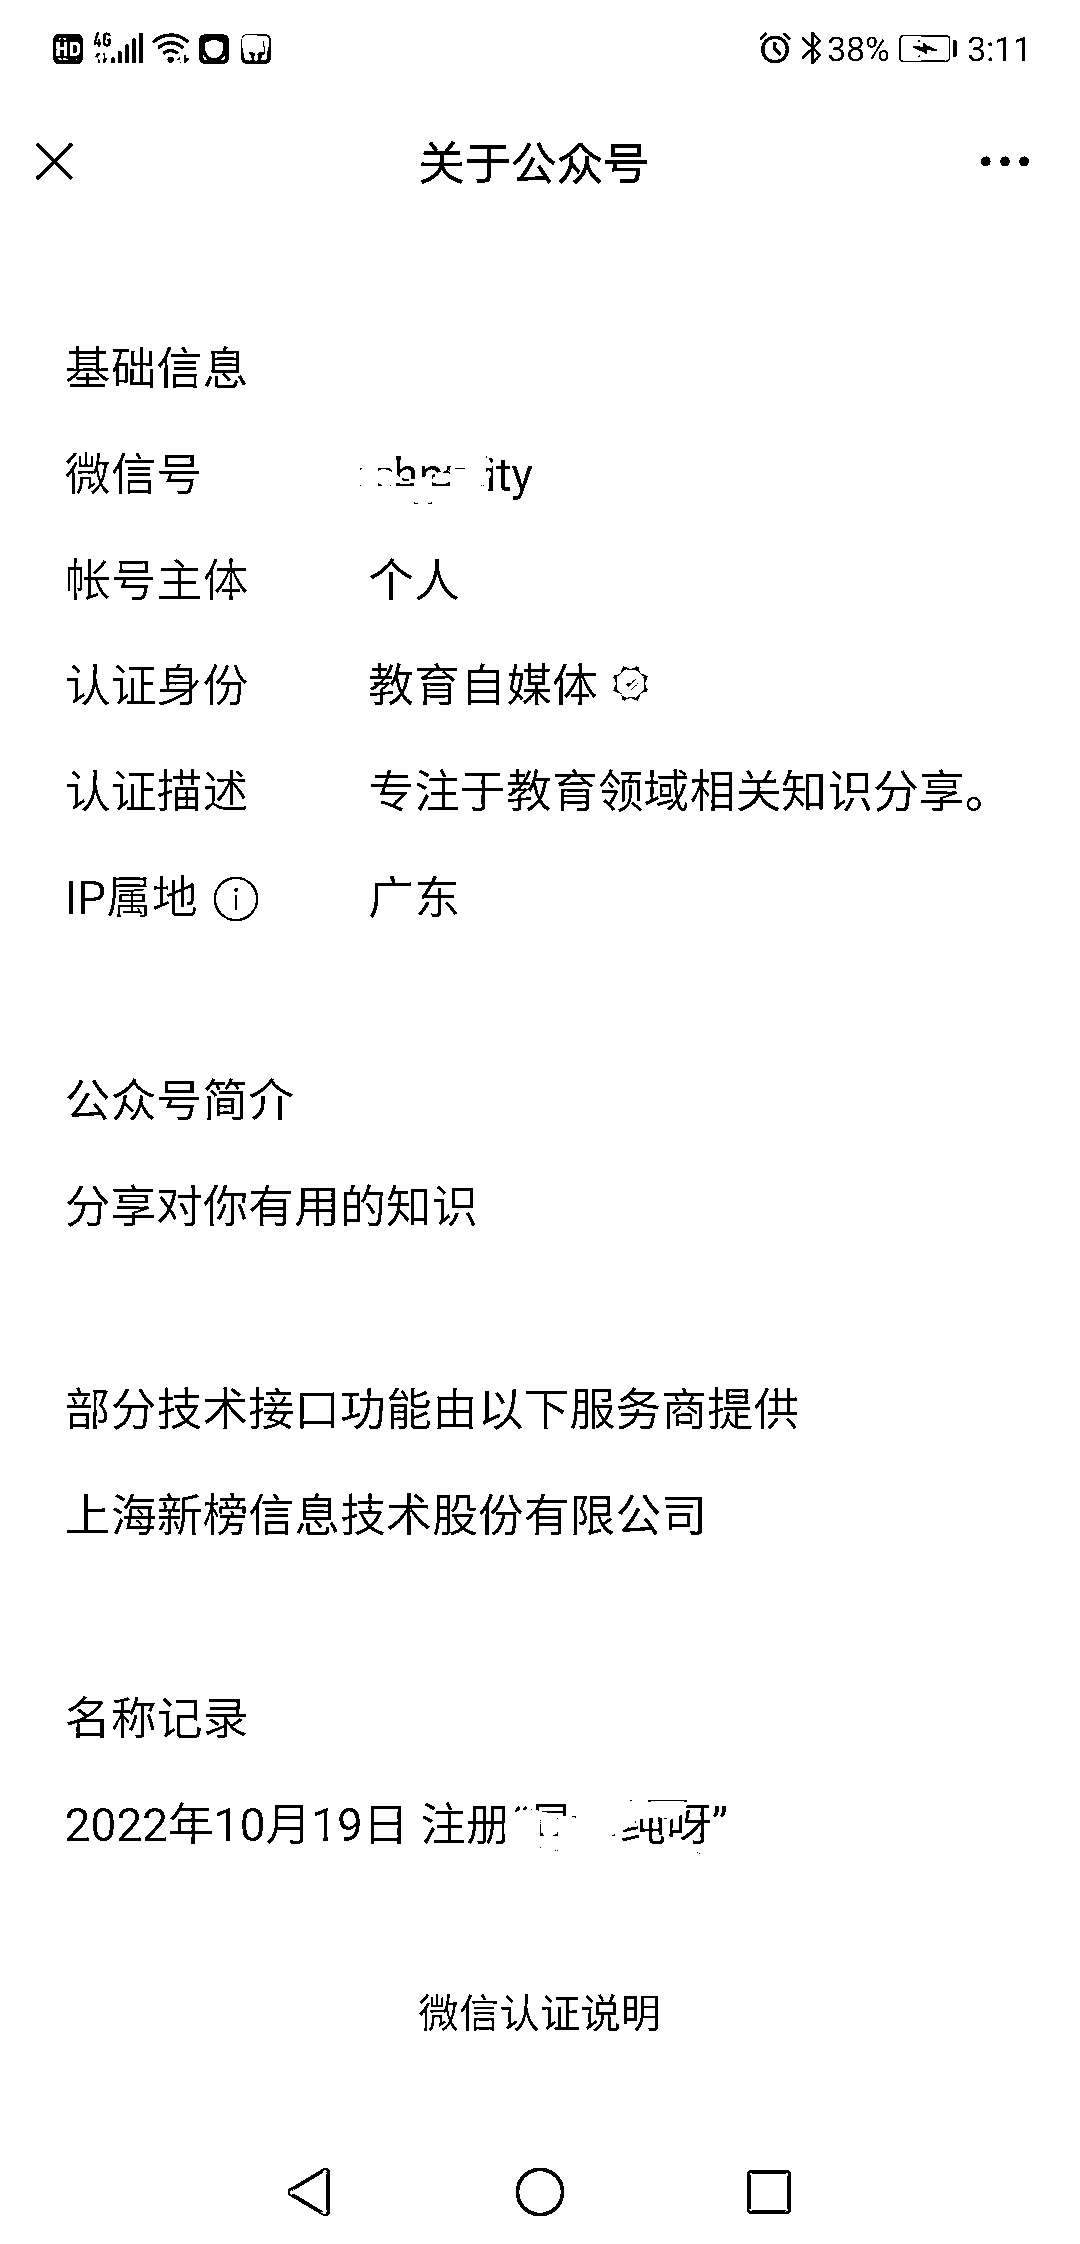 HD 4G 38% 3:11
关于公众号
基础信息
微信号 ity
帐号主体 个人
认证身份 教育自媒体
认证描述 专注于教育领域相关知识分享。
IP属地 广东
公众号简介
分享对你有用的知识
部分技术接口功能由以下服务商提供
上海新榜信息技术股份有限公司
名称记录
2022年10月19日 注册“呀”
微信认证说明